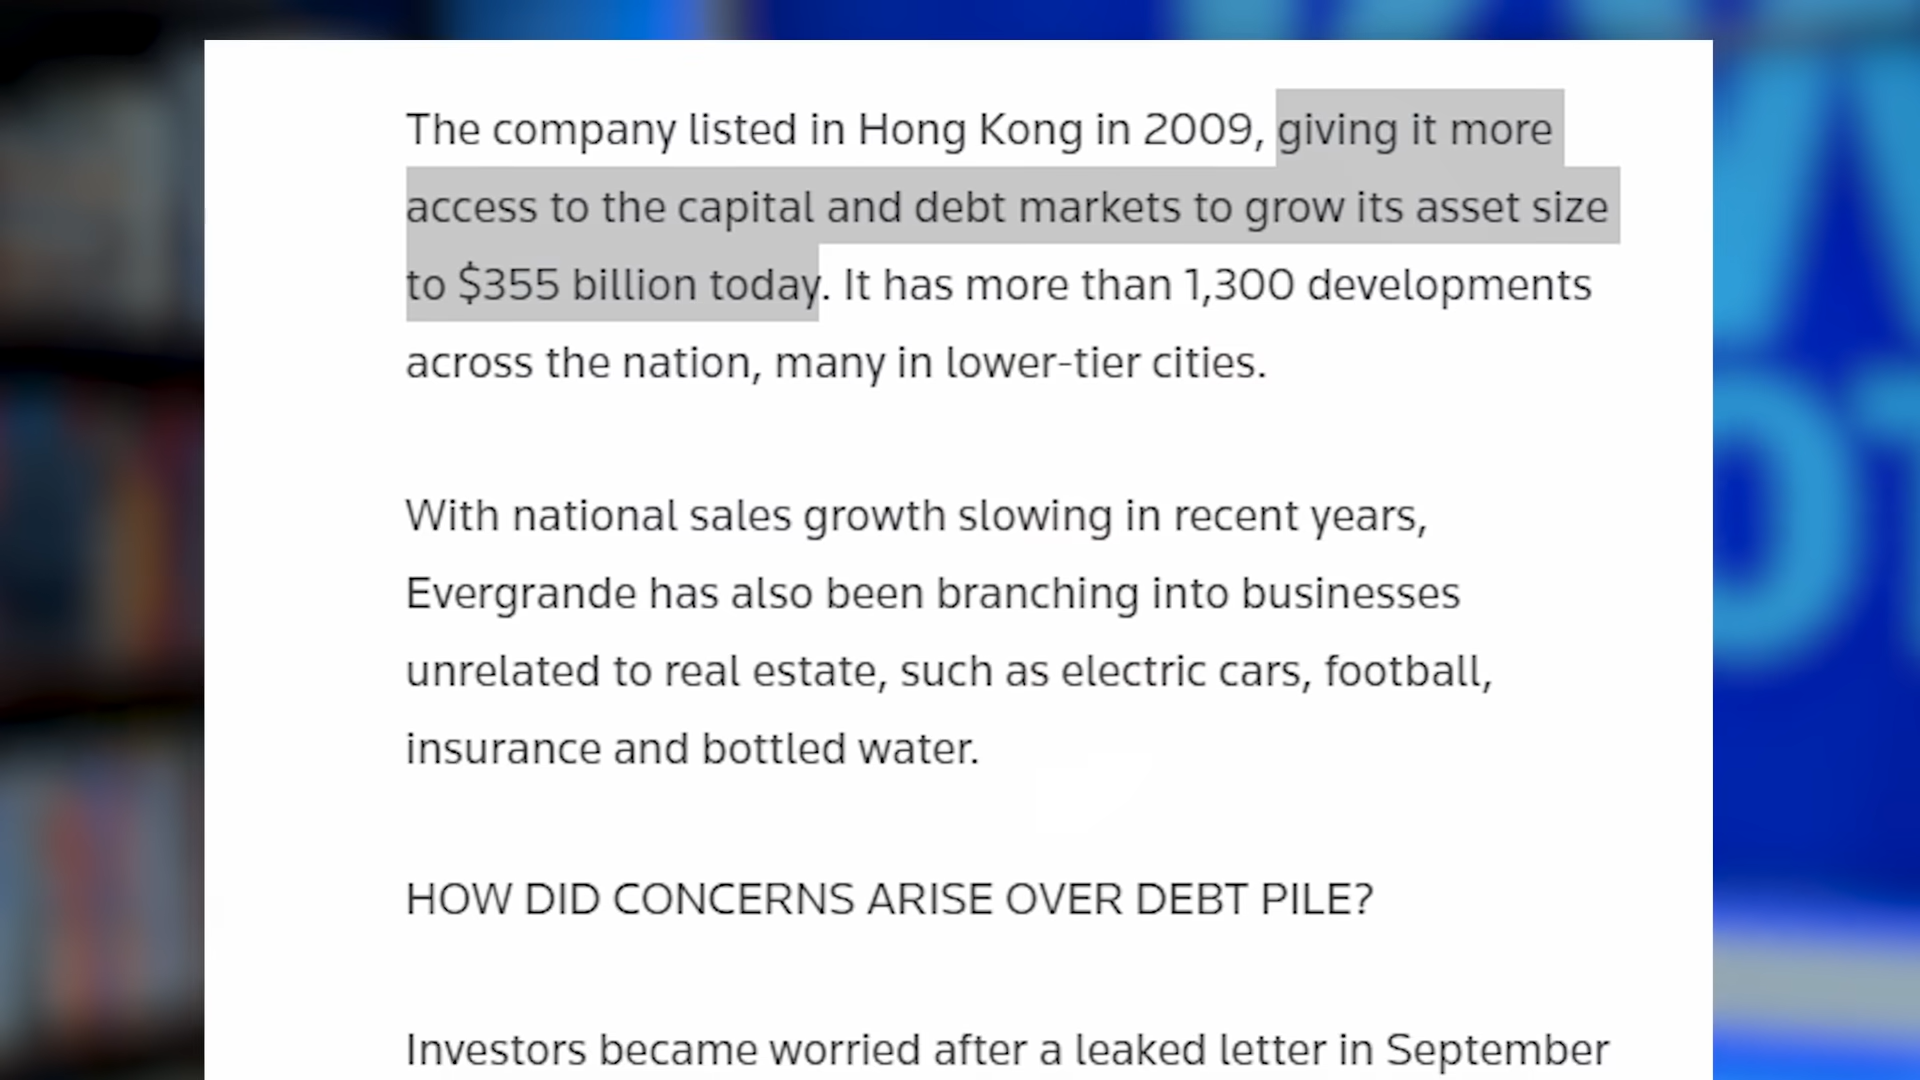 The company listed in Hong Kong in 2009, giving it more
access to the capital and debt markets to grow its asset size
to $355 billion today. It has more than 1,300 developments
across the nation, many in lower-tier cities.
With national sales growth slowing in recent years,
Evergrande has also been branching into businesses
unrelated to real estate, such as electric cars, football,
insurance and bottled water.
HOW DID CONCERNS ARISE OVER DEBT PILE?
Investors became worried after a leaked letter in September